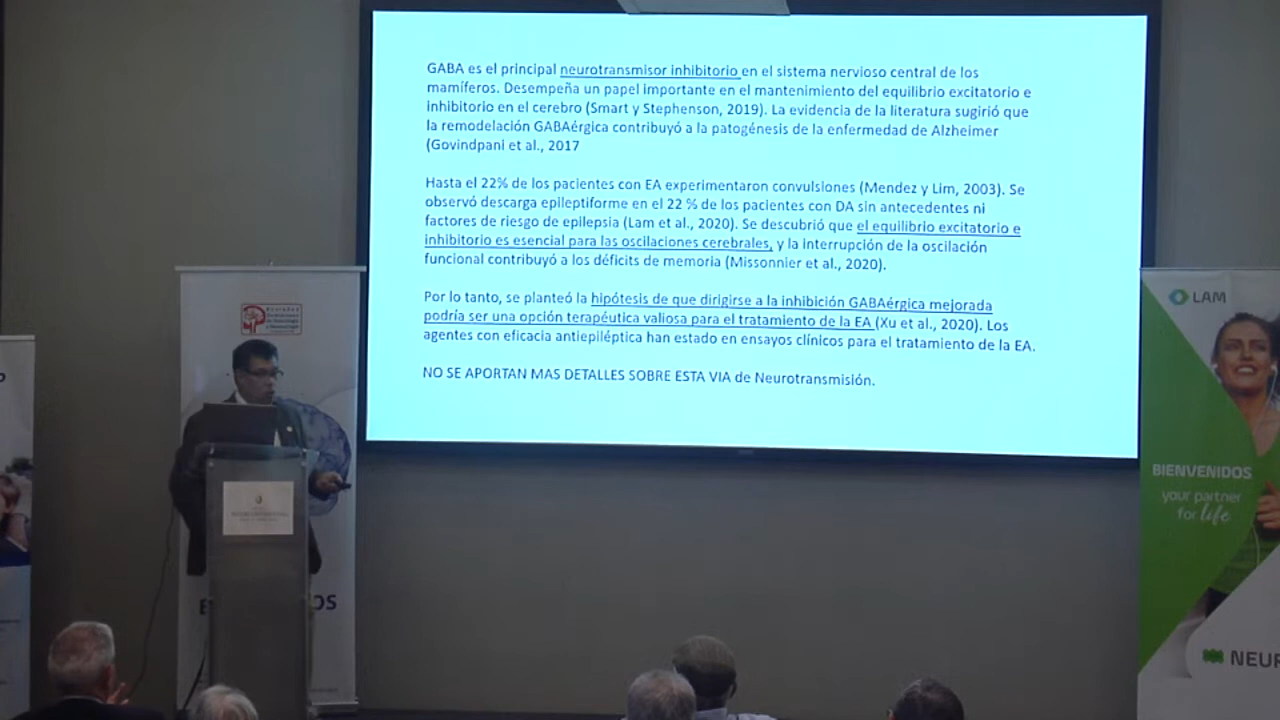 GABA es el principal neurotransmisor inhibitorio en el sistema nervioso central de los
mamíferos. Desempeña un papel importante en el mantenimiento del equilibrio excitatorio e
inhibitorio en el cerebro (Smart y Stephenson, 2019). La evidencia de la literatura sugirió que
la remodelación GABAérgica contribuyó a la patogénesis de la enfermedad de Alzheimer
(Govindpani et al., 2017
Hasta el 22% de los pacientes con EA experimentaron convulsiones (Mendez y Lim, 2003). Se
observó descarga epileptiforme en el 22 % de los pacientes con DA sin antecedentes ni
factores de riesgo de epilepsia (Lam et al., 2020). Se descubrió que el equilibrio excitatorio e
inhibitorio es esencial para las oscilaciones cerebrales, y la interrupción de la oscilación
funcional contribuyó a los déficits de memoria (Missonnier et al., 2020).
Por lo tanto, se planteó la hipótesis de que dirigirse a la inhibición GABAérgica mejorada
podría ser una opción terapéutica valiosa para el tratamiento de la EA (Xu et al., 2020). Los
agentes con eficacia antiepiléptica han estado en ensayos clínicos para el tratamiento de la EA.
NO SE APORTAN MAS DETALLES SOBRE ESTA VIA de Neurotransmisión.
LAM
BIENVENIDOS
your partner
for life
NEUR